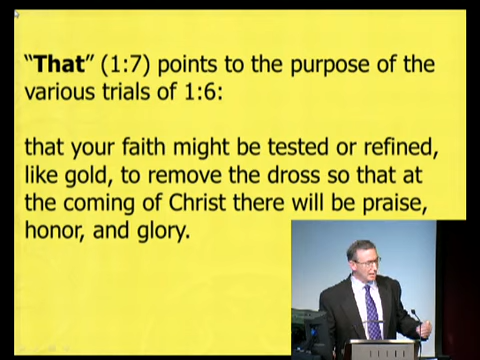 “That” (1:7) points to the purpose of the
various trials of 1:6:
that your faith might be tested or refined,
like gold, to remove the dross so that at
the coming of Christ there will be praise,
honor, and glory.